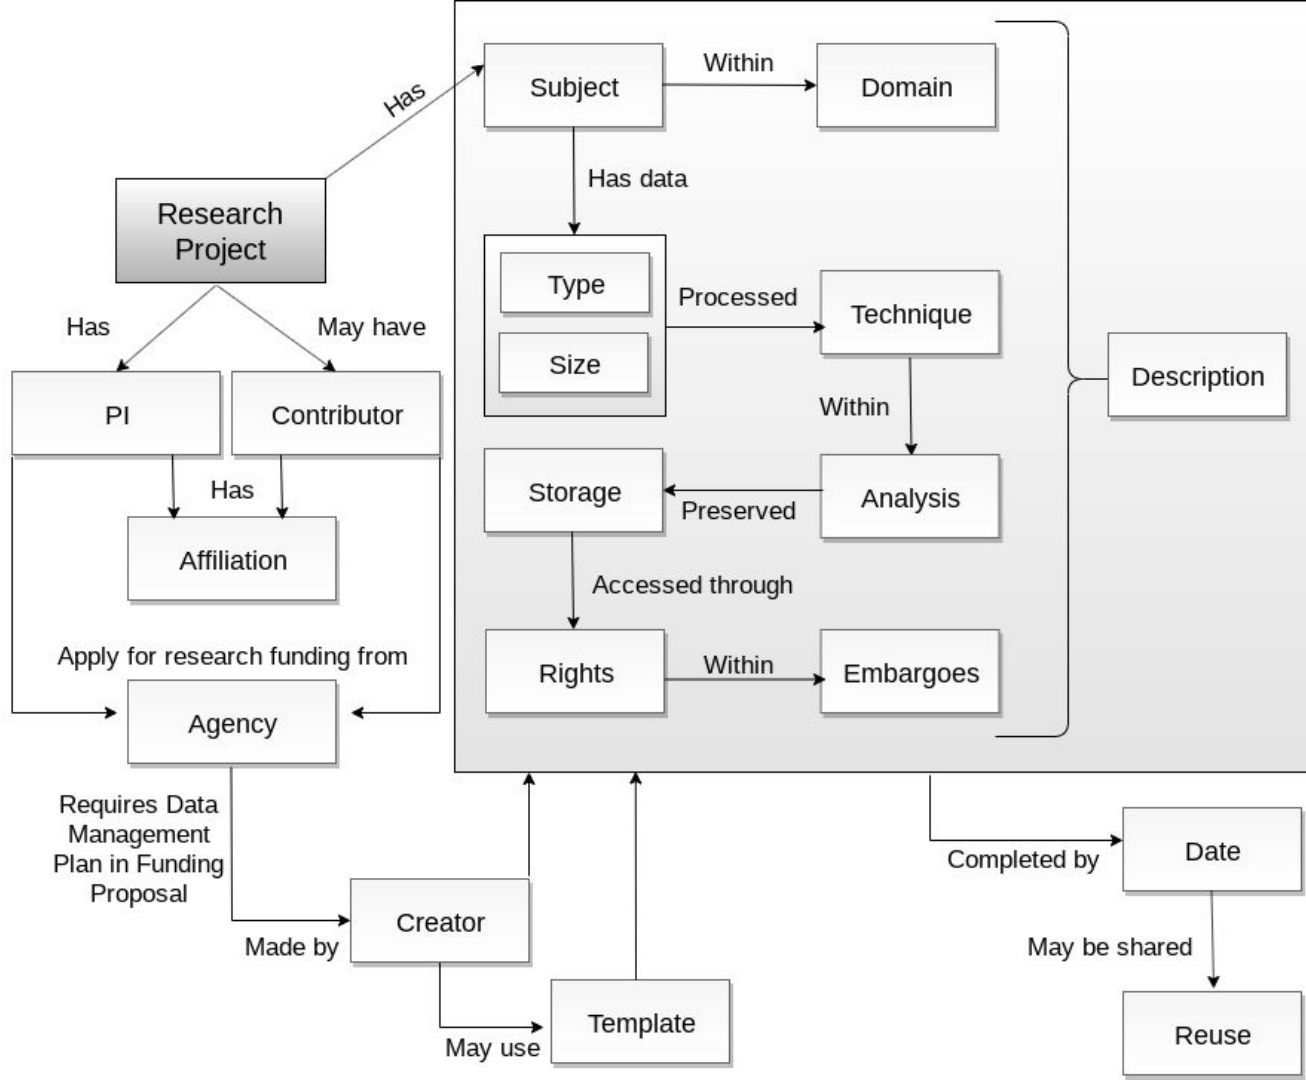 Subject
Within
Domain
Has
Has data
Research
Project
Type
Size
Processed
Technique
Has
May have
PI
Contributor
Within
Description
Has
Affiliation
Storage
Preserved
Analysis
Accessed through
Apply for research funding from
Rights
Within
Embargoes
Agency
Requires Data
Management
Plan in Funding
Proposal
Made by
Creator
May use
Template
Completed by
Date
May be shared
Reuse